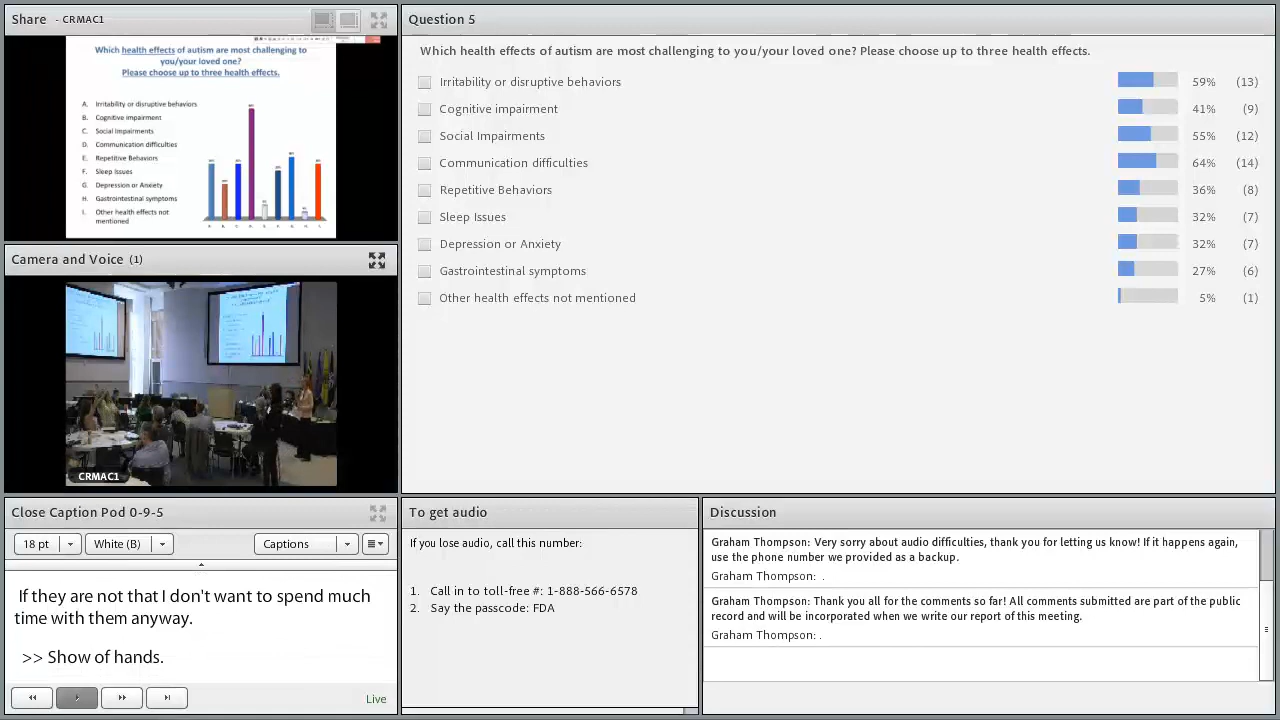 Share - CRMAC1
Which health effects of autism are most challenging to
you/your loved one?
Please choose up to three health effects.
A. Irritability or disruptive behaviors
B. Cognitive impairment
C. Social Impairments
D. Communication difficulties
E. Repetitive Behaviors
F. Sleep Issues
G. Depression or Anxiety
H. Gastrointestinal symptoms
I. Other health effects not
mentioned
Camera and Voice (1)
CRMAC1
Question 5
Which health effects of autism are most challenging to you/your loved one? Please choose up to three health effects.
Irritability or disruptive behaviors 59% (13)
Cognitive impairment 41% (9)
Social Impairments 55% (12)
Communication difficulties 64% (14)
Repetitive Behaviors 36% (8)
Sleep Issues 32% (7)
Depression or Anxiety 32% (7)
Gastrointestinal symptoms 27% (6)
Other health effects not mentioned 5% (1)
Close Caption Pod 0-9-5
18 pt White (B) Captions
If they are not that I don't want to spend much
time with them anyway.
>> Show of hands.
Live
To get audio
If you lose audio, call this number:
1. Call in to toll-free #: 1-888-566-6578
2. Say the passcode: FDA
Discussion
Graham Thompson: Very sorry about audio difficulties, thank you for letting us know! If it happens again,
use the phone number we provided as a backup.
Graham Thompson: .
Graham Thompson: Thank you all for the comments so far! All comments submitted are part of the public
record and will be incorporated when we write our report of this meeting.
Graham Thompson: .